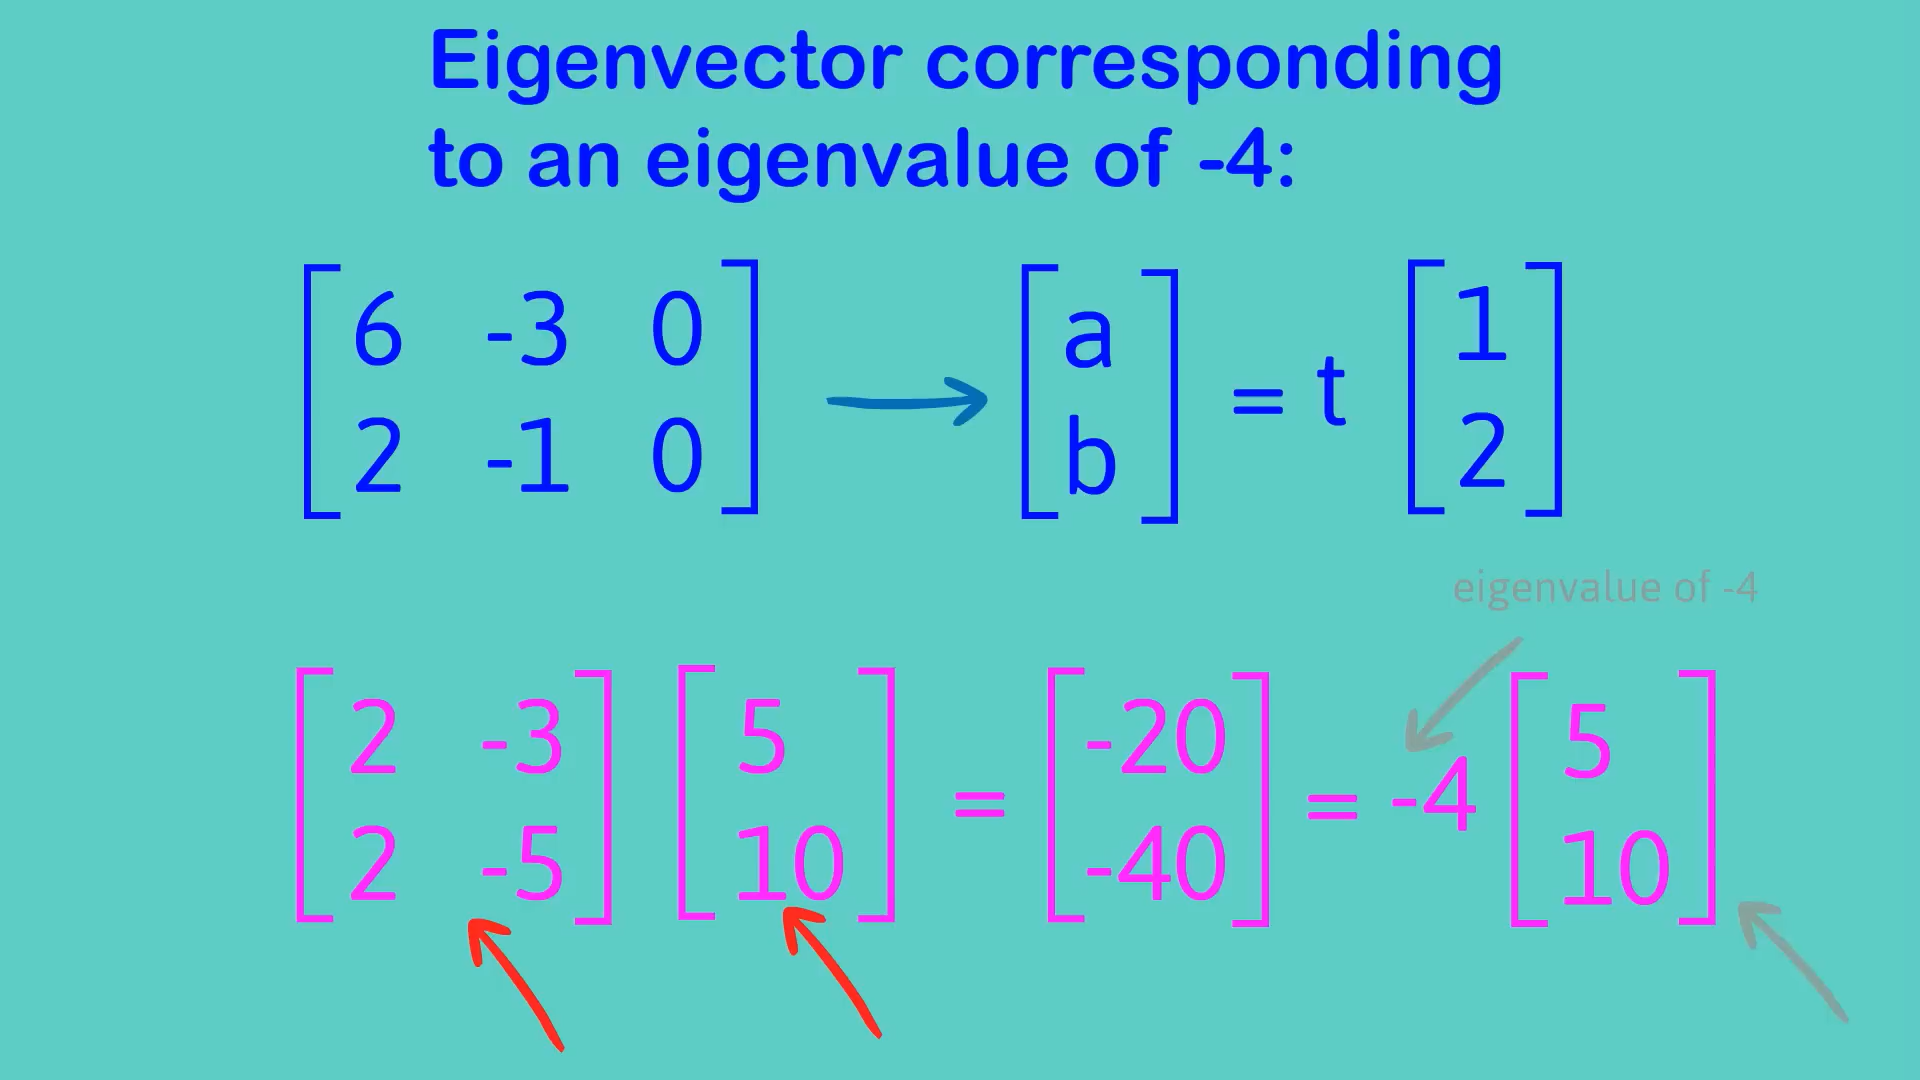 Eigenvector corresponding
to an eigenvalue of -4:
6 -3 0
2 -1 0
a
b
= t
1
2
eigenvalue of -4
2 -3
2 -5
5
10
=
-20
-40
= -4
5
10